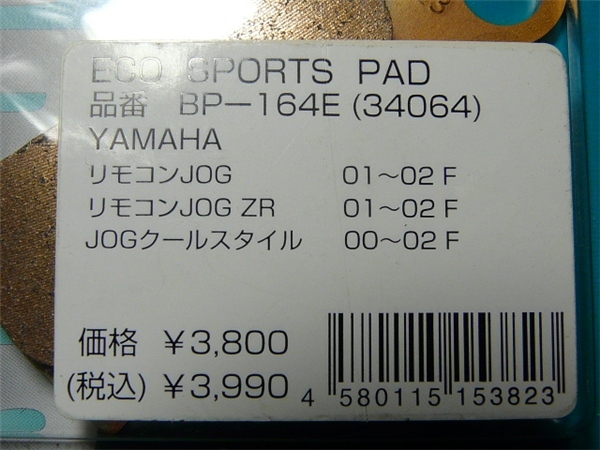 ECO SPORTS PAD
品番 BP－164E (34064)
YAMAHA
リモコンJOG 01～02 F
リモコンJOG ZR 01～02 F
JOGクールスタイル 00～02 F
価格 ￥3,800
(税込) ￥3,990
4 580115 153823